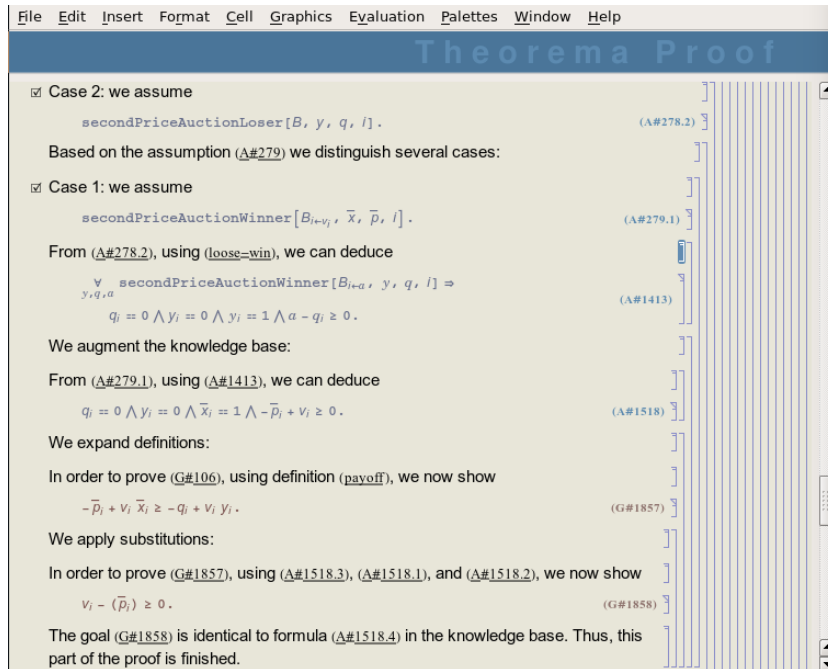 File Edit Insert Format Cell Graphics Evaluation Palettes Window Help
Theorema Proof
Case 2: we assume
secondPriceAuctionLoser[B, y, q, i]. (A#278.2)
Based on the assumption (A#279) we distinguish several cases:
Case 1: we assume
secondPriceAuctionWinner[B_{i←v_i}, x̄, p̄, i]. (A#279.1)
From (A#278.2), using (loose=win), we can deduce
∀_{y,q,a} secondPriceAuctionWinner[B_{i←a}, y, q, i] ⇒
q_i == 0 ⋀ y_i == 0 ⋀ y_i == 1 ⋀ a - q_i ≥ 0. (A#1413)
We augment the knowledge base:
From (A#279.1), using (A#1413), we can deduce
q_i == 0 ⋀ y_i == 0 ⋀ x̄_i == 1 ⋀ -p̄_i + v_i ≥ 0. (A#1518)
We expand definitions:
In order to prove (G#106), using definition (payoff), we now show
-p̄_i + v_i x̄_i ≥ -q_i + v_i y_i. (G#1857)
We apply substitutions:
In order to prove (G#1857), using (A#1518.3), (A#1518.1), and (A#1518.2), we now show
v_i - (p̄_i) ≥ 0. (G#1858)
The goal (G#1858) is identical to formula (A#1518.4) in the knowledge base. Thus, this
part of the proof is finished.